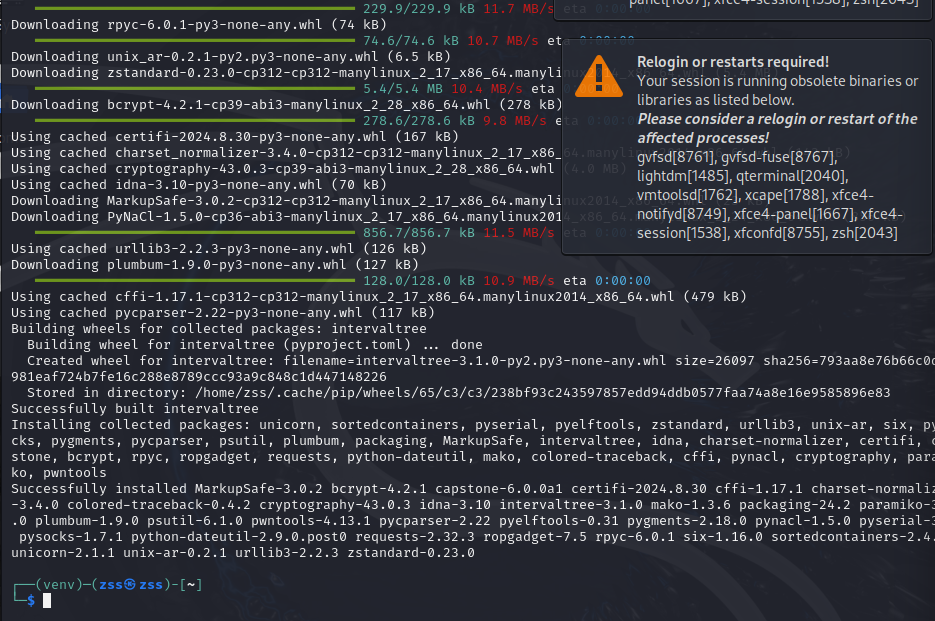 229.9/229.9 kB 11.7 MB/s eta 0:00:00
Downloading rpyc-6.0.1-py3-none-any.whl (74 kB)
74.6/74.6 kB 10.7 MB/s eta 0:00:00
Downloading unix_ar-0.2.1-py2.py3-none-any.whl (6.5 kB)
Downloading zstandard-0.23.0-cp312-cp312-manylinux_2_17_x86_64.manylinux
5.4/5.4 MB 10.4 MB/s eta
Downloading bcrypt-4.2.1-cp39-abi3-manylinux_2_28_x86_64.whl (278 kB)
278.6/278.6 kB 9.8 MB/s eta 0:00:00
Using cached certifi-2024.8.30-py3-none-any.whl (167 kB)
Using cached charset_normalizer-3.4.0-cp312-cp312-manylinux_2_17_x86_64
Using cached cryptography-43.0.3-cp39-abi3-manylinux_2_28_x86_64.whl (4.0 MB)
Using cached idna-3.10-py3-none-any.whl (70 kB)
Downloading MarkupSafe-3.0.2-cp312-cp312-manylinux_2_17_x86_64
Downloading PyNaCl-1.5.0-cp36-abi3-manylinux_2_17_x86_64.manylinux2014
856.7/856.7 kB 11.5 MB/s eta 0:00:00
Using cached urllib3-2.2.3-py3-none-any.whl (126 kB)
Downloading plumbum-1.9.0-py3-none-any.whl (127 kB)
128.0/128.0 kB 10.9 MB/s eta 0:00:00
Using cached cffi-1.17.1-cp312-cp312-manylinux_2_17_x86_64.manylinux2014_x86_64.whl (479 kB)
Using cached pycparser-2.22-py3-none-any.whl (117 kB)
Building wheels for collected packages: intervaltree
Building wheel for intervaltree (pyproject.toml) ... done
Created wheel for intervaltree: filename=intervaltree-3.1.0-py2.py3-none-any.whl size=26097 sha256=793aa8e76b66c0
981eaf724b7fe16c288e8789ccc93a9c848c1d447148226
Stored in directory: /home/zss/.cache/pip/wheels/65/c3/c3/238bf93c243597857edd94ddb0577faa74a8e16e9585896e83
Successfully built intervaltree
Installing collected packages: unicorn, sortedcontainers, pyserial, pyelftools, zstandard, urllib3, unix-ar, six, py
cks, pygments, pycparser, psutil, plumbum, packaging, MarkupSafe, intervaltree, idna, charset-normalizer, certifi, c
stone, bcrypt, rpyc, ropgadget, requests, python-dateutil, mako, colored-traceback, cffi, pynacl, cryptography, para
ko, pwntools
Successfully installed MarkupSafe-3.0.2 bcrypt-4.2.1 capstone-6.0.0a1 certifi-2024.8.30 cffi-1.17.1 charset-normaliz
-3.4.0 colored-traceback-0.4.2 cryptography-43.0.3 idna-3.10 intervaltree-3.1.0 mako-1.3.6 packaging-24.2 paramiko-3
.0 plumbum-1.9.0 psutil-6.1.0 pwntools-4.13.1 pycparser-2.22 pyelftools-0.31 pygments-2.18.0 pynacl-1.5.0 pyserial-3
pysocks-1.7.1 python-dateutil-2.9.0.post0 requests-2.32.3 ropgadget-7.5 rpyc-6.0.1 six-1.16.0 sortedcontainers-2.4.
unicorn-2.1.1 unix-ar-0.2.1 urllib3-2.2.3 zstandard-0.23.0
(venv)-(zss㉿zss)-[~]
$
panel[1667], xfce4-session[1538], zsh[2043]
Relogin or restarts required!
Your session is running obsolete binaries or
libraries as listed below.
Please consider a relogin or restart of the
affected processes!
gvfsd[8761], gvfsd-fuse[8767],
lightdm[1485], qterminal[2040],
vmtoolsd[1762], xcape[1788], xfce4-
notifyd[8749], xfce4-panel[1667], xfce4-
session[1538], xfconfd[8755], zsh[2043]